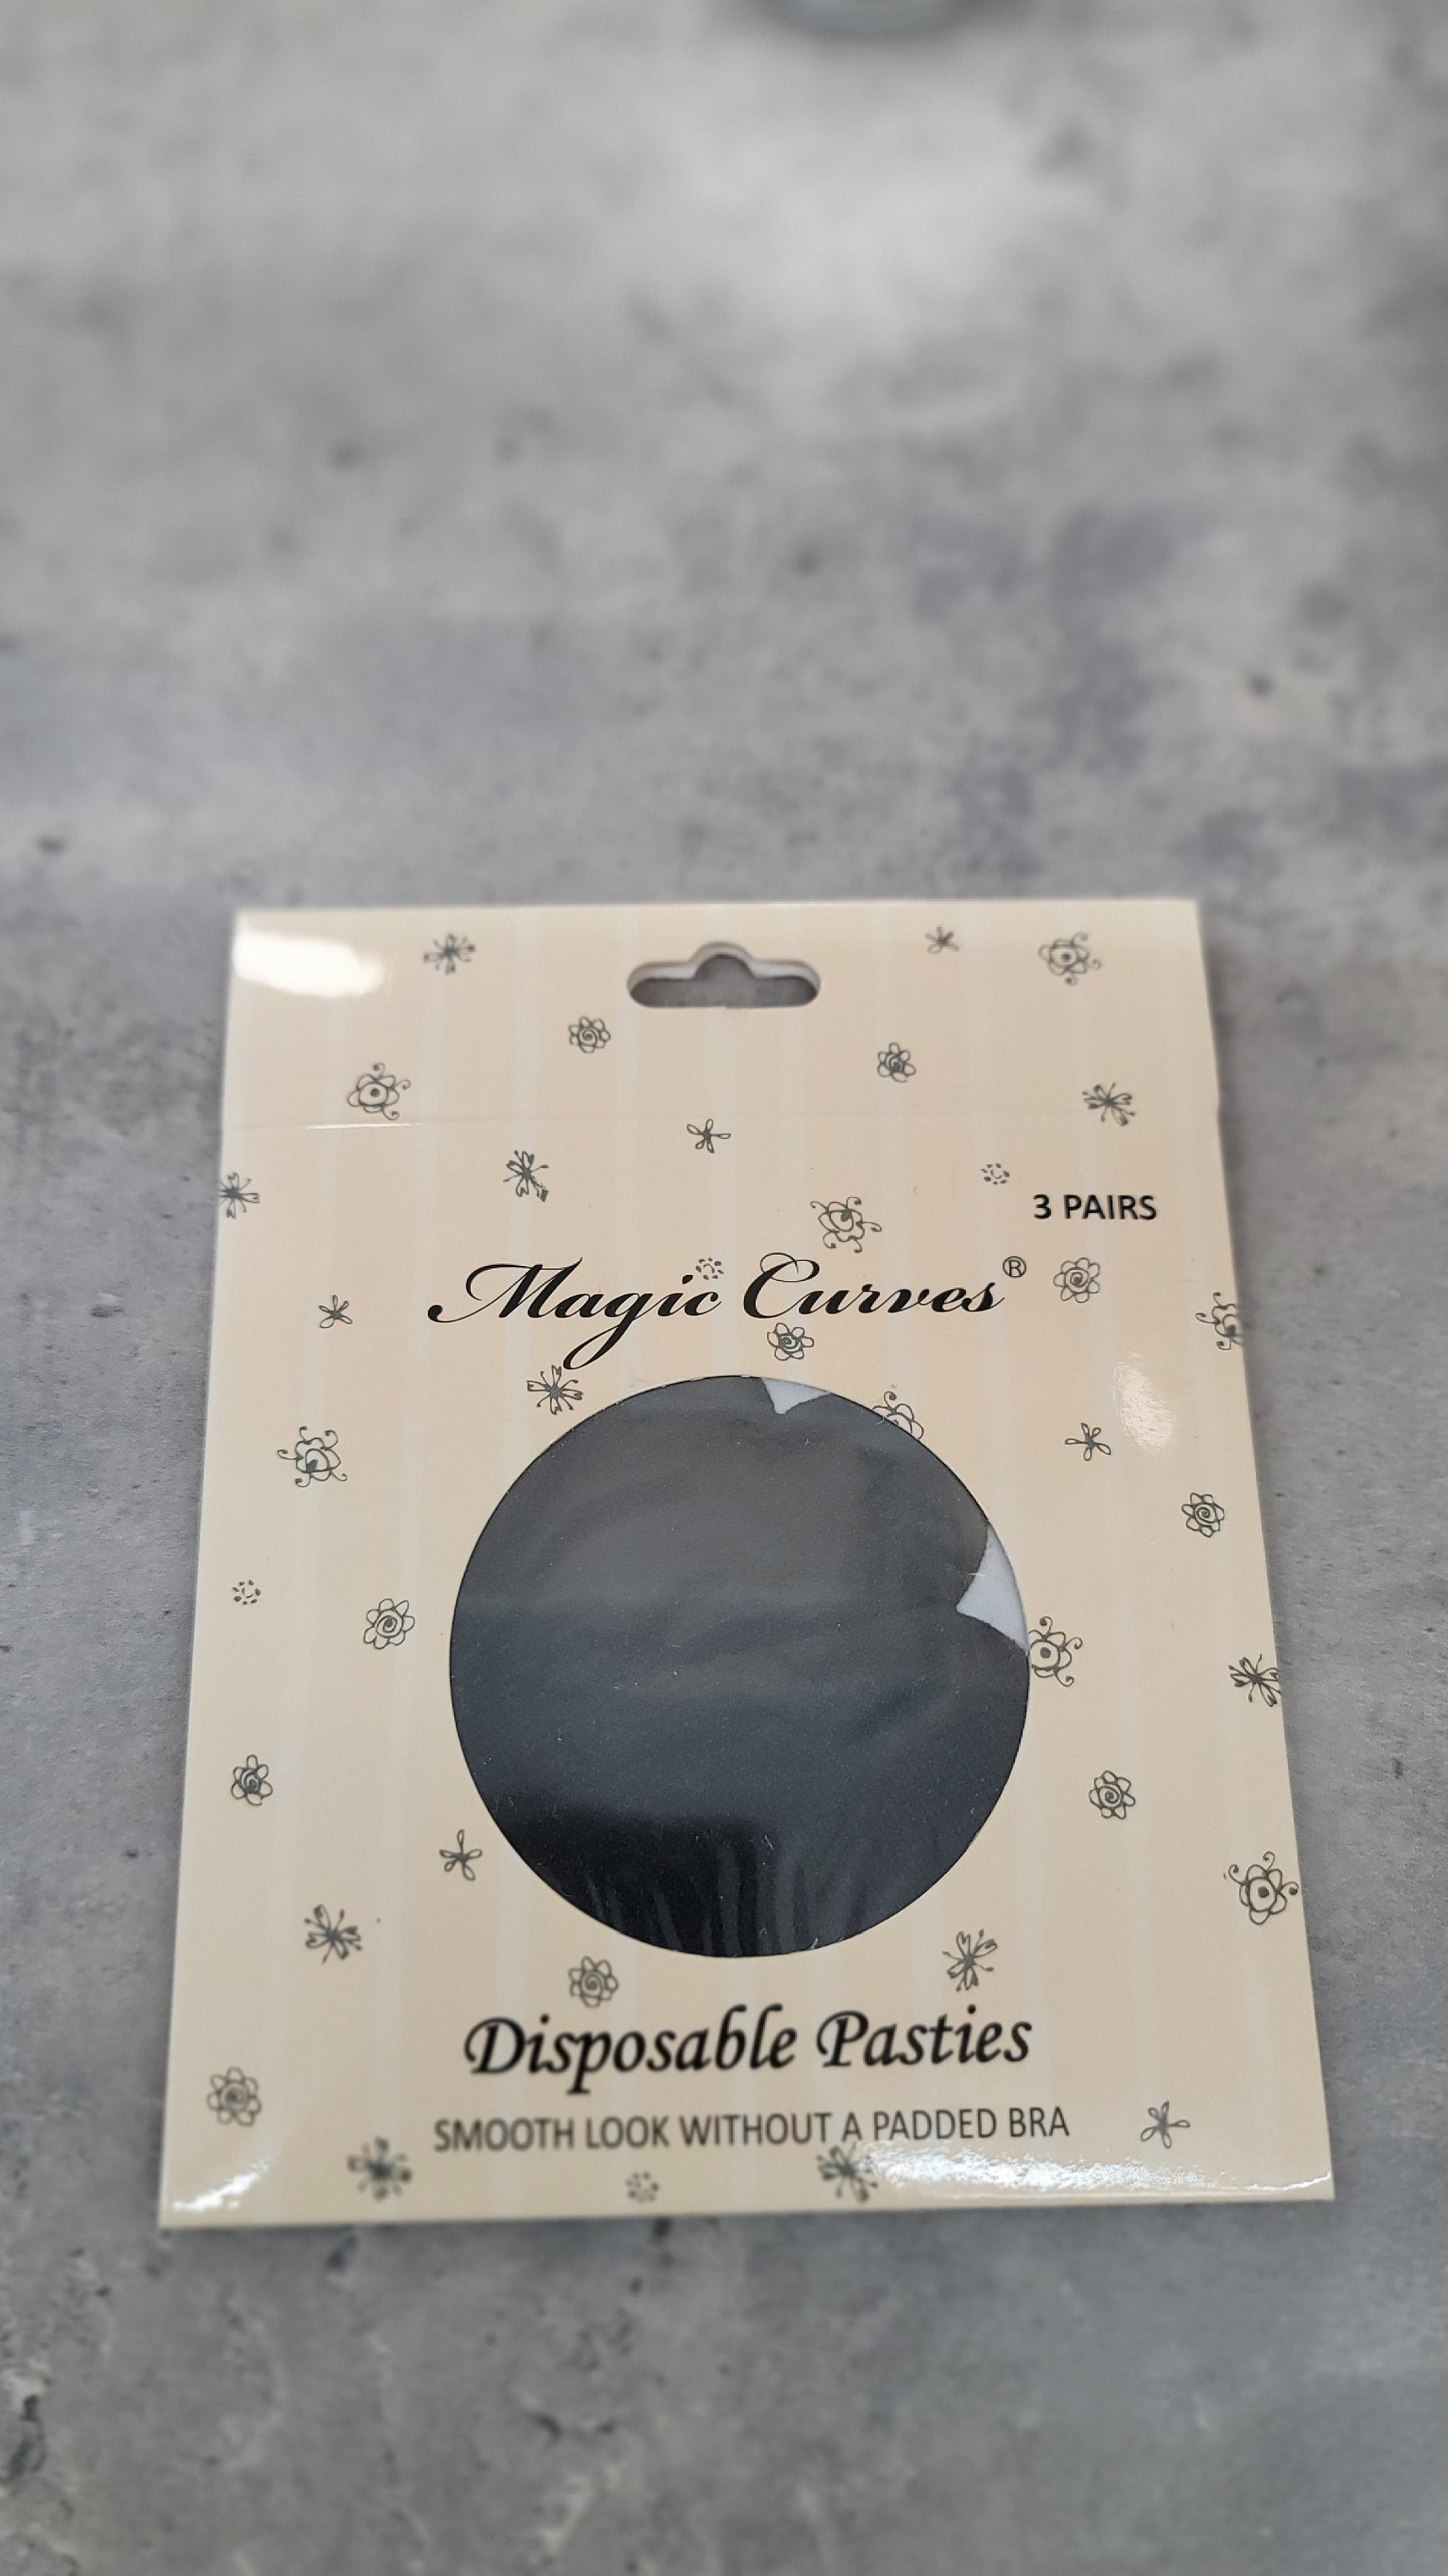 3 PAIRS
Magic Curves®
Disposable Pasties
SMOOTH LOOK WITHOUT A PADDED BRA